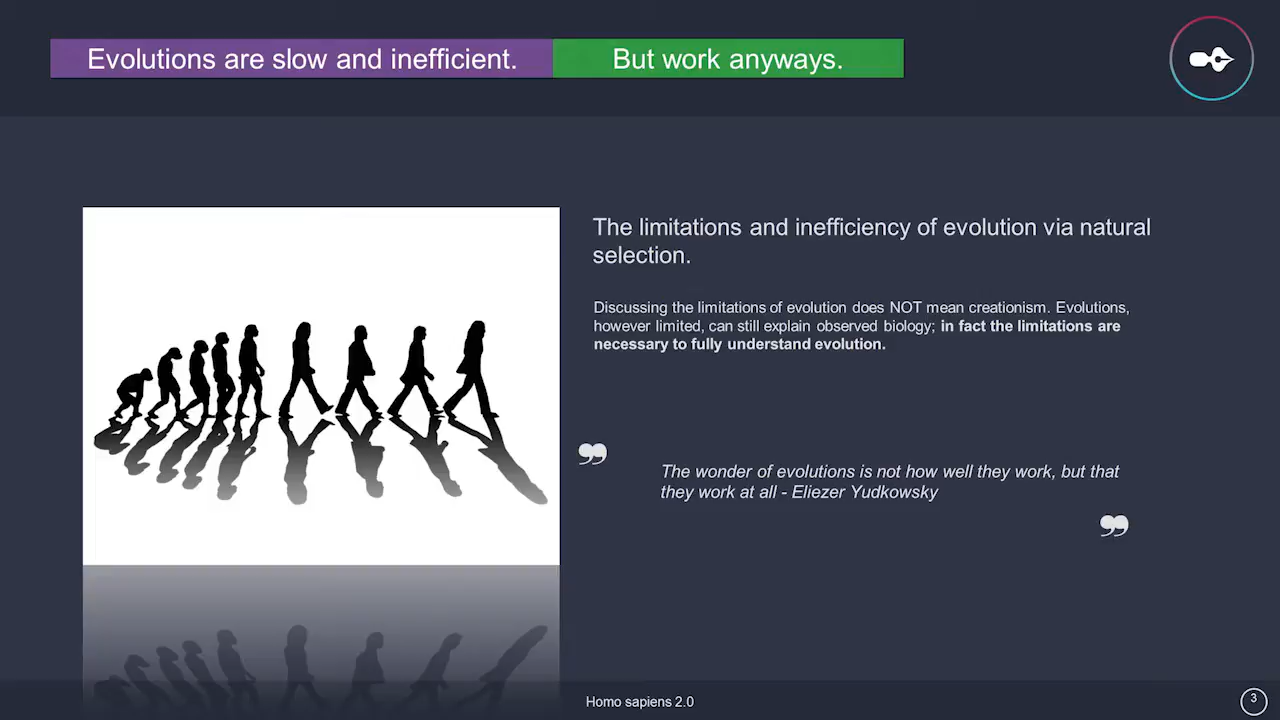 Evolutions are slow and inefficient. But work anyways.
The limitations and inefficiency of evolution via natural
selection.
Discussing the limitations of evolution does NOT mean creationism. Evolutions,
however limited, can still explain observed biology; in fact the limitations are
necessary to fully understand evolution.
❞
The wonder of evolutions is not how well they work, but that
they work at all - Eliezer Yudkowsky
❞
Homo sapiens 2.0
3